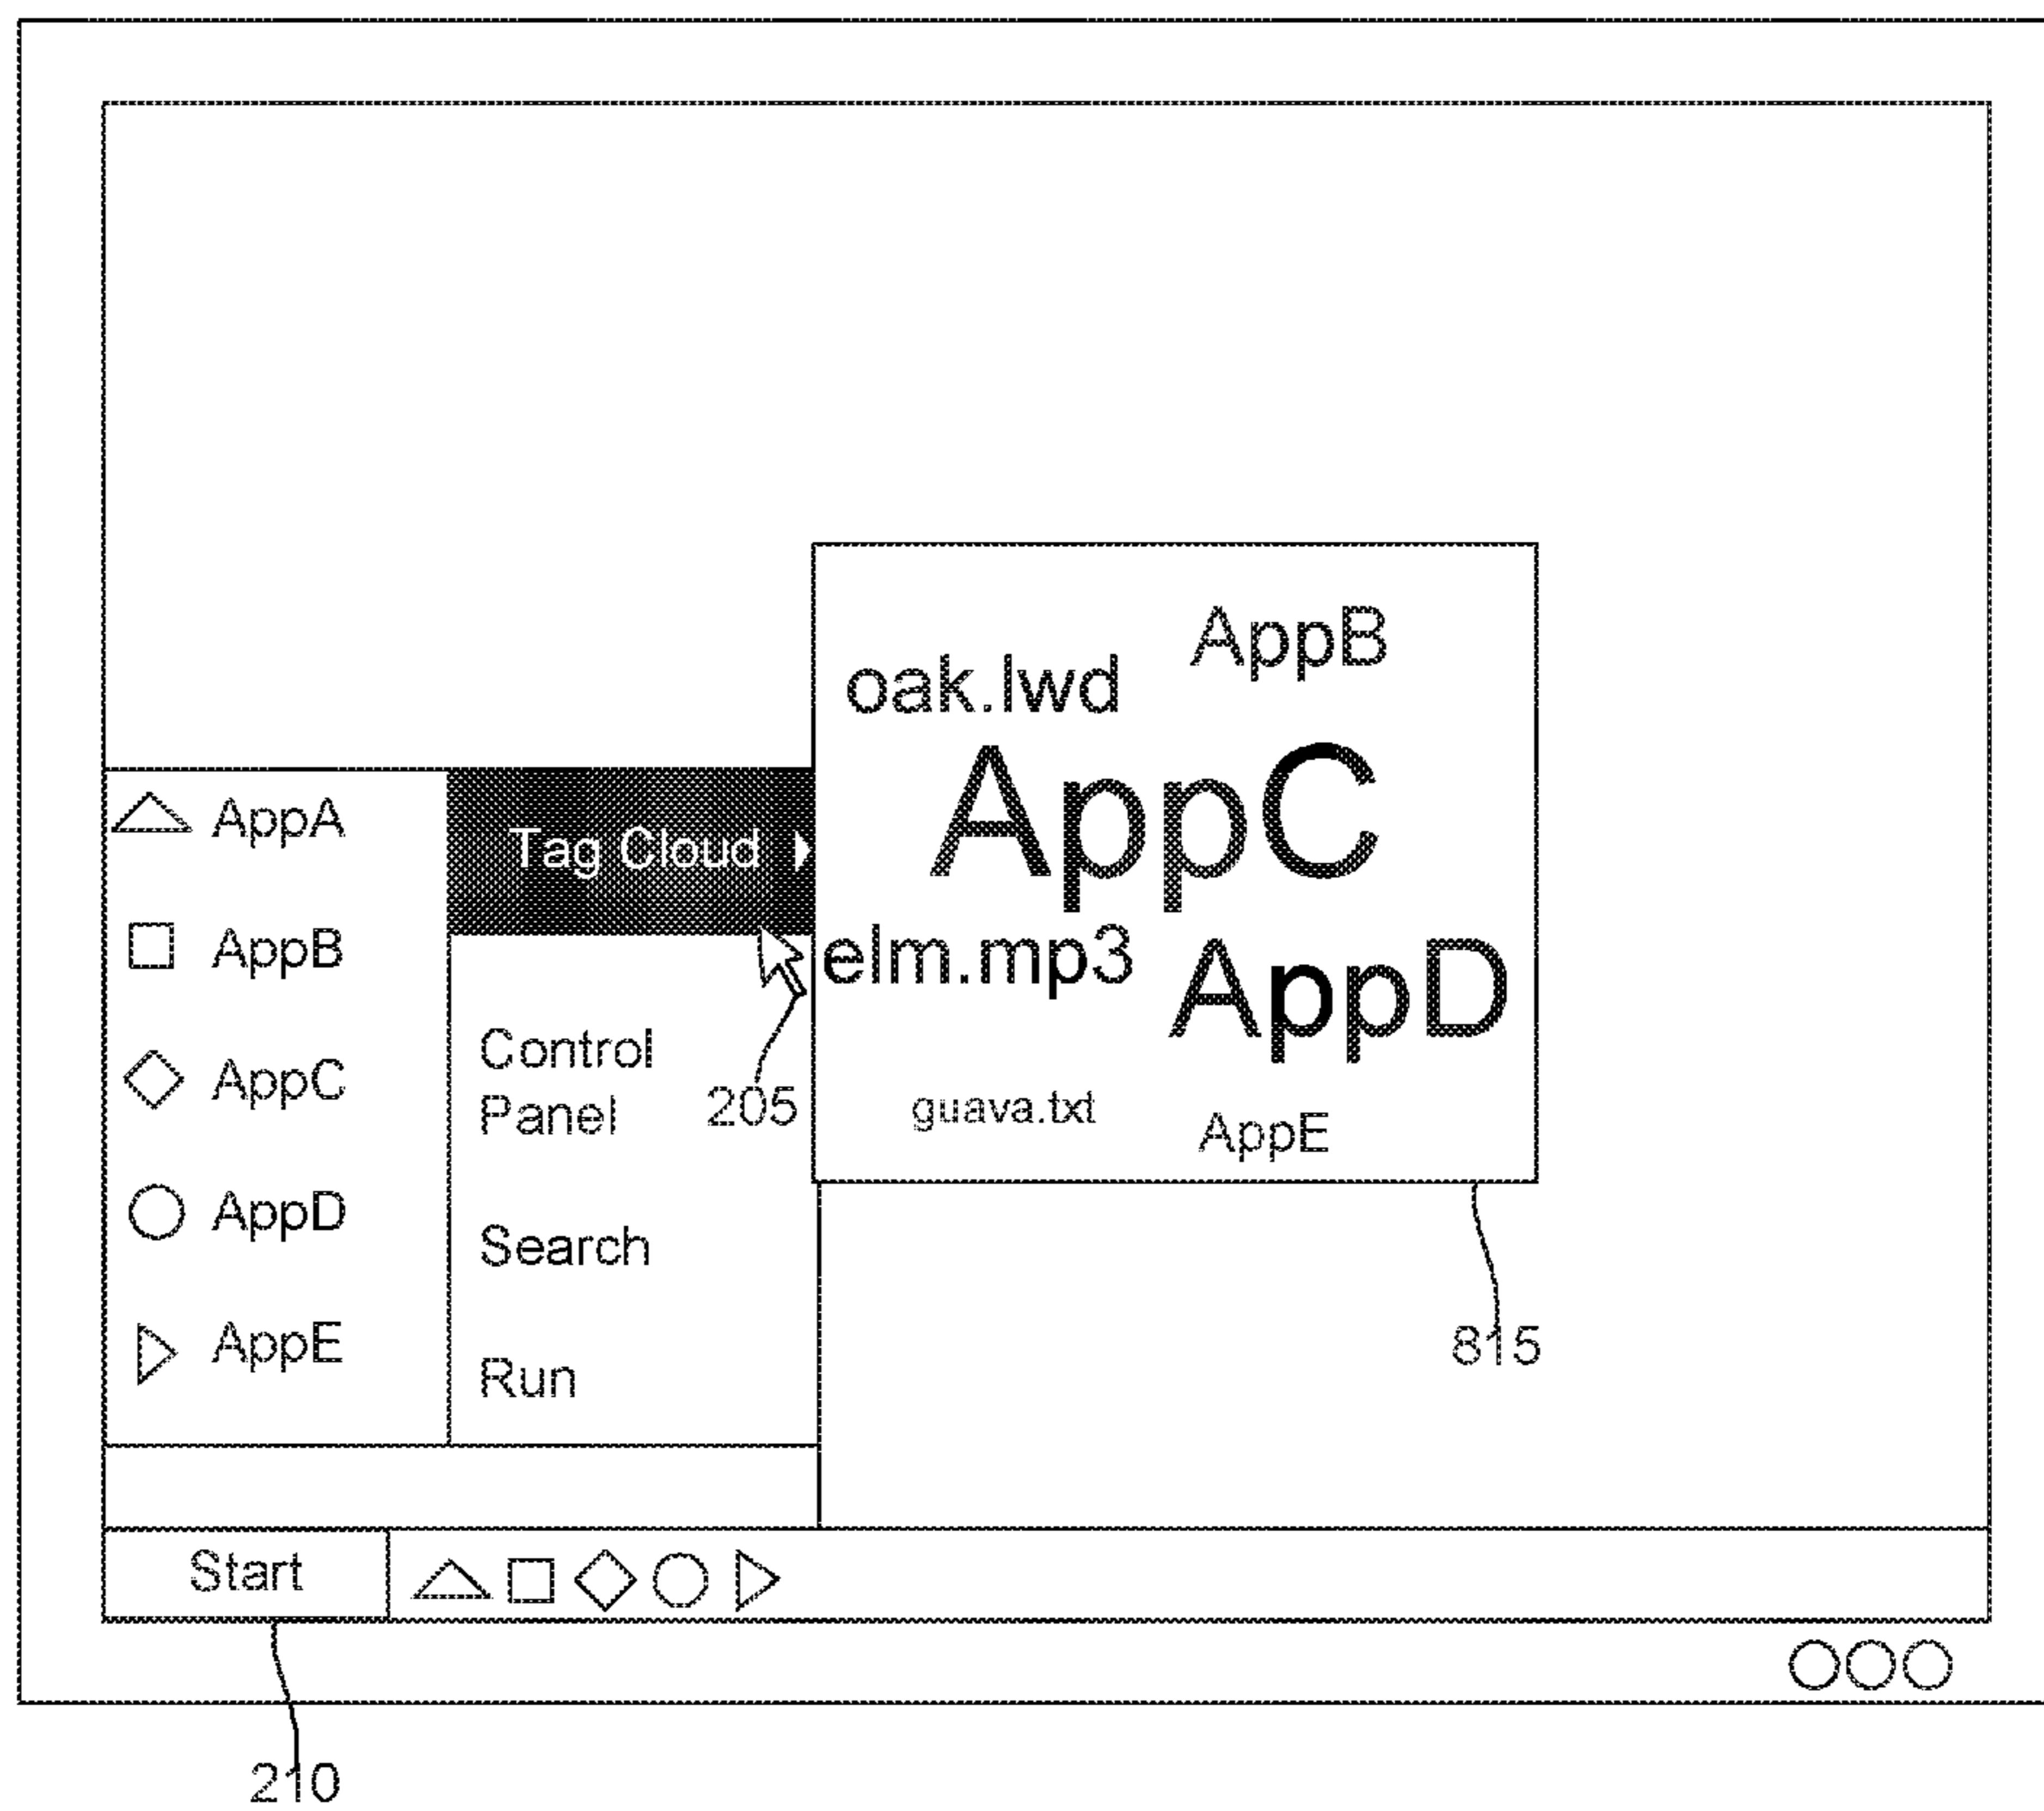 AppB
oak.lwd
AppC
AppA
Tag Cloud
AppB
elm.mp3
AppD
Control
Panel
AppC
205
guava.txt
AppE
AppD
Search
AppE
Run
815
Start
210